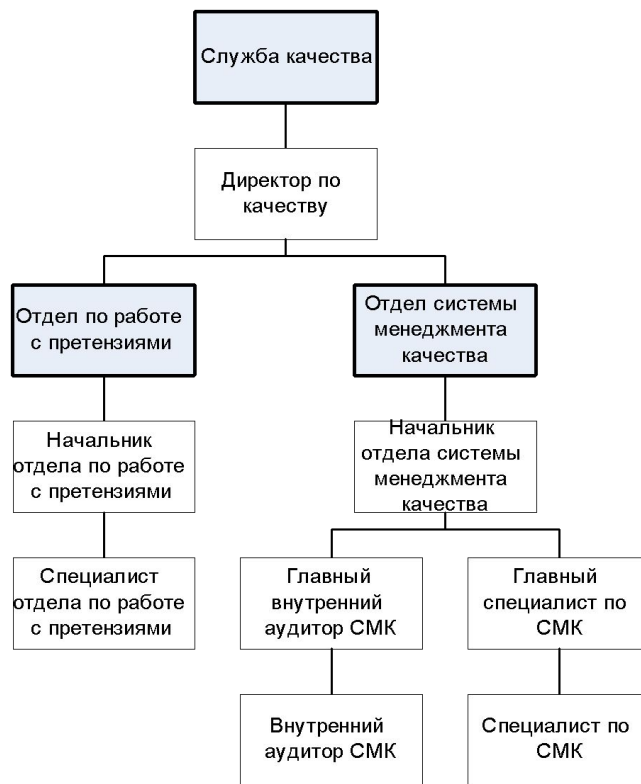 Служба качества
Директор по
качеству
Отдел по работе
с претензиями
Отдел системы
менеджмента
качества
Начальник
отдела по работе
с претензиями
Начальник
отдела системы
менеджмента
качества
Специалист
отдела по работе
с претензиями
Главный
внутренний
аудитор СМК
Главный
специалист по
СМК
Внутренний
аудитор СМК
Специалист по
СМК